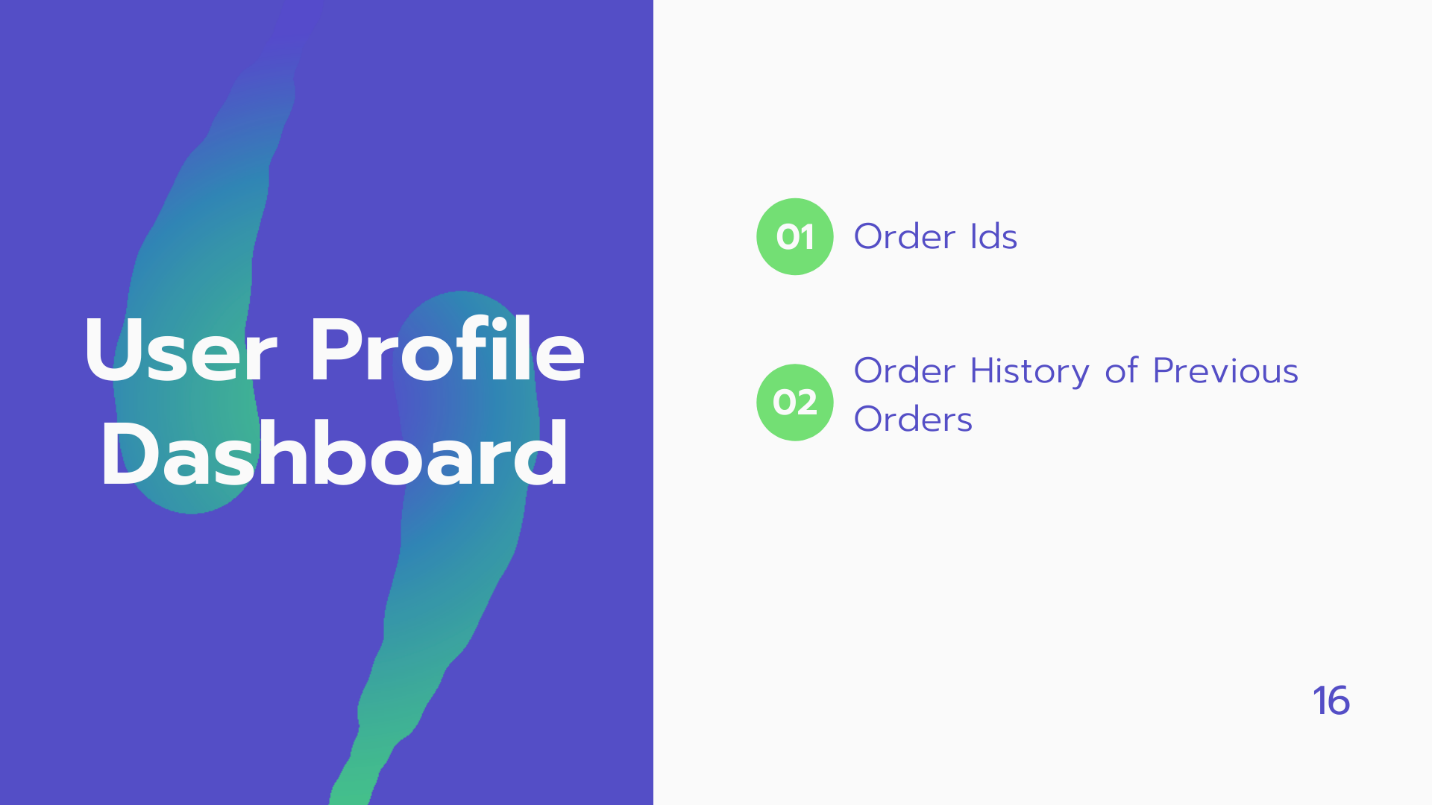 User Profile
Dashboard
01 Order Ids
02 Order History of Previous
Orders
16